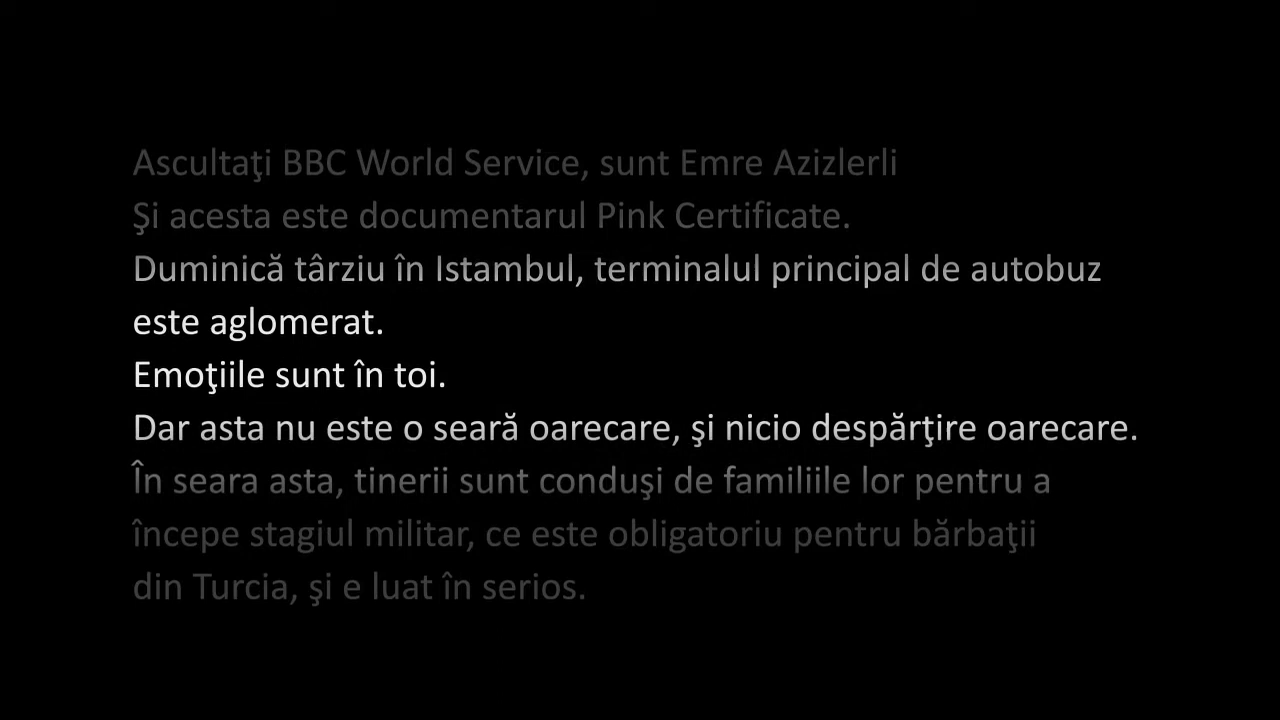 Ascultaţi BBC World Service, sunt Emre Azizlerli
Şi acesta este documentarul Pink Certificate.
Duminică târziu în Istambul, terminalul principal de autobuz
este aglomerat.
Emoţiile sunt în toi.
Dar asta nu este o seară oarecare, şi nicio despărţire oarecare.
În seara asta, tinerii sunt conduşi de familiile lor pentru a
începe stagiul militar, ce este obligatoriu pentru bărbaţii
din Turcia, şi e luat în serios.